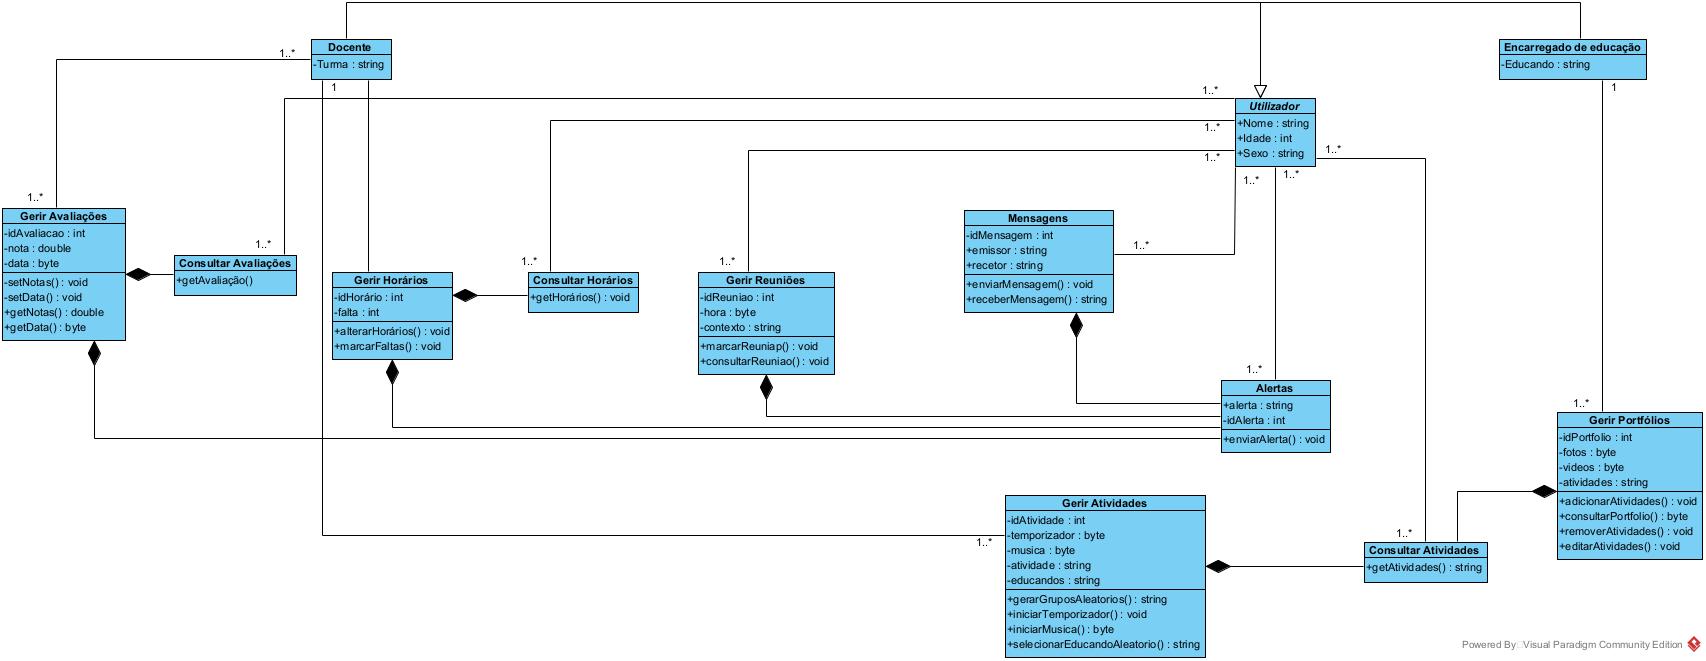 Docente
-Turma : string
Encarregado de educação
-Educando : string
1..*
1
1
1..*
Utilizador
+Nome : string
+Idade : int
+Sexo : string
1..*
1..*
1..*
1..*
1..*
1..*
Gerir Avaliações
-idAvaliacao : int
-nota : double
-data : byte
-setNotas() : void
-setData() : void
+getNotas() : double
+getData() : byte
1..*
Consultar Avaliações
+getAvaliação()
Gerir Horários
-idHorário : int
-falta : int
+alterarHorários() : void
+marcarFaltas() : void
1..*
Consultar Horários
+getHorários() : void
1..*
Gerir Reuniões
-idReuniao : int
-hora : byte
-contexto : string
+marcarReuniap() : void
+consultarReuniao() : void
Mensagens
-idMensagem : int
+emissor : string
+recetor : string
+enviarMensagem() : void
+receberMensagem() : string
1..*
1..*
Alertas
+alerta : string
-idAlerta : int
+enviarAlerta() : void
1..*
Gerir Portfólios
-idPortfolio : int
-fotos : byte
-videos : byte
-atividades : string
+adicionarAtividades() : void
+consultarPortfolio() : byte
+removerAtividades() : void
+editarAtividades() : void
1..*
Gerir Atividades
-idAtividade : int
-temporizador : byte
-musica : byte
-atividade : string
-educandos : string
+gerarGruposAleatorios() : string
+iniciarTemporizador() : void
+iniciarMusica() : byte
+selecionarEducandoAleatorio() : string
1..*
Consultar Atividades
+getAtividades() : string
Powered By: Visual Paradigm Community Edition